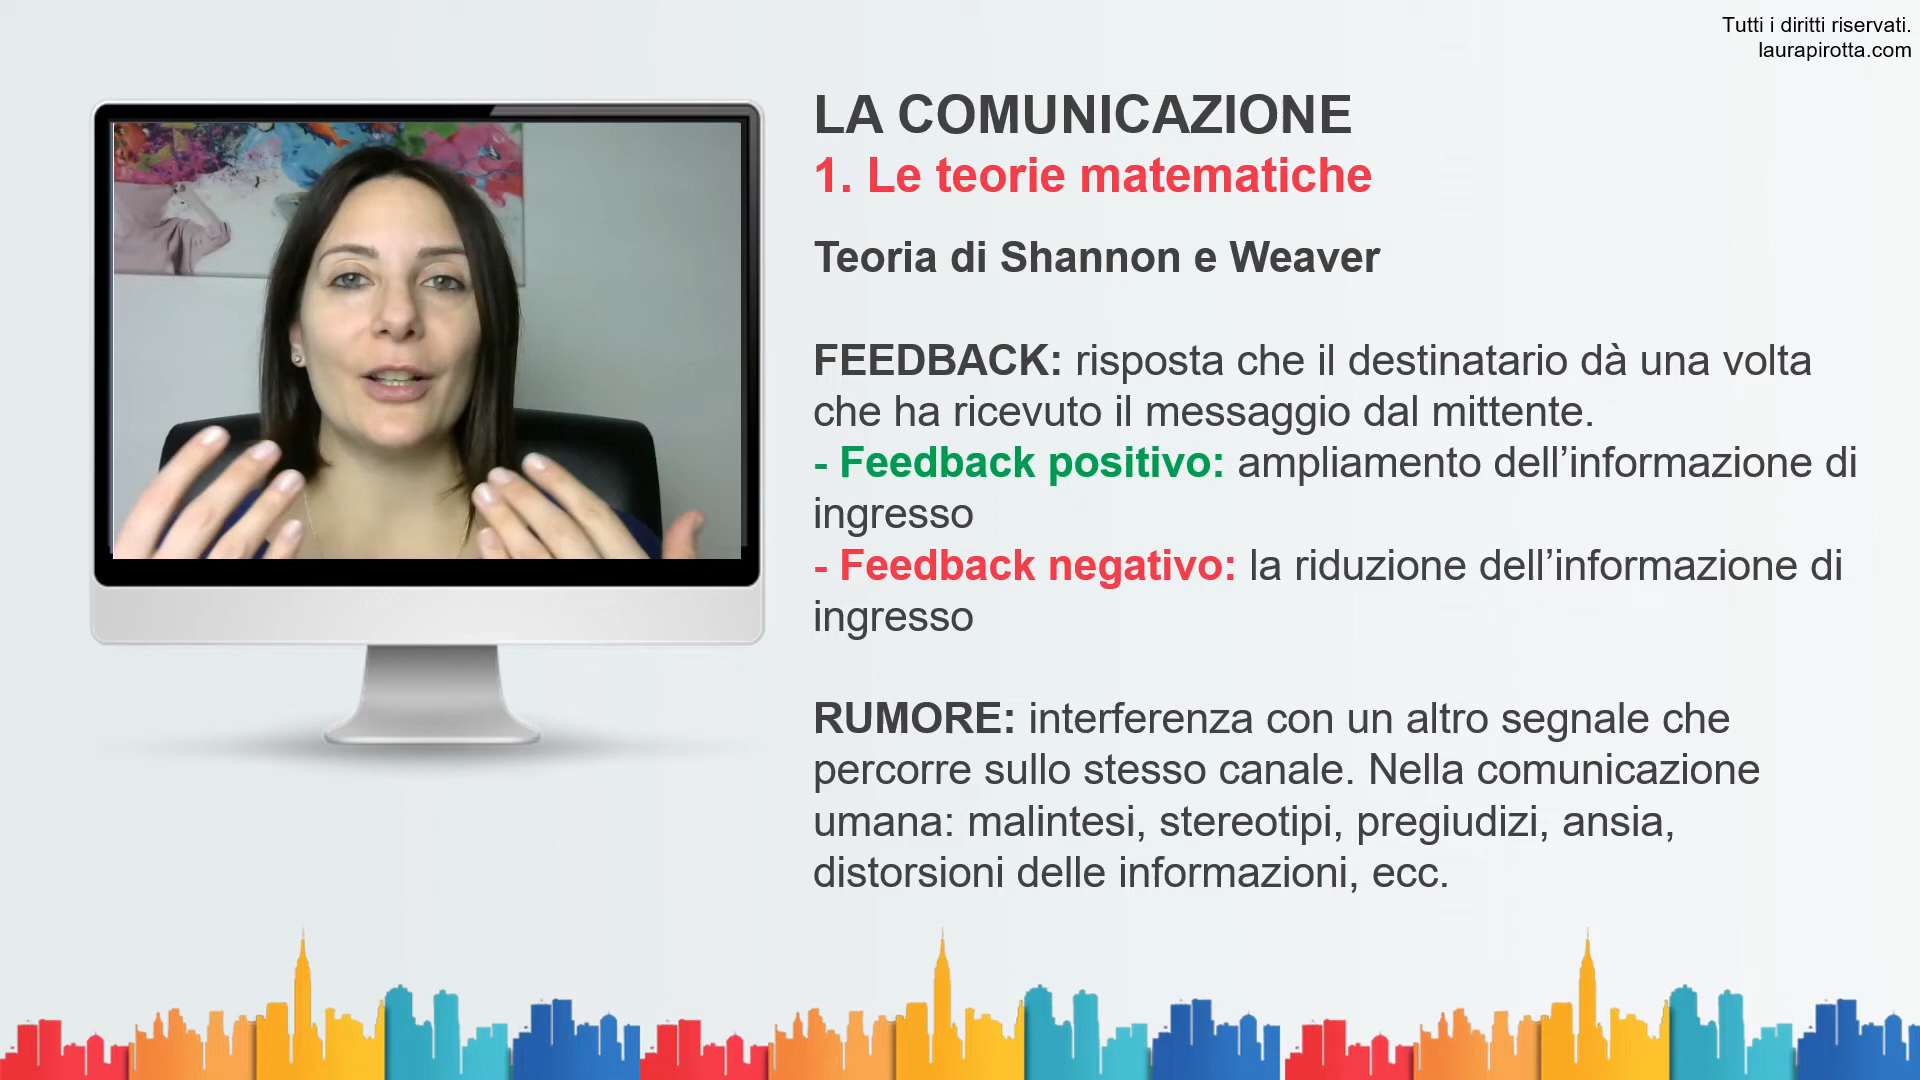 Tutti i diritti riservati.
laurapirotta.com
LA COMUNICAZIONE
1. Le teorie matematiche
Teoria di Shannon e Weaver
FEEDBACK: risposta che il destinatario dà una volta
che ha ricevuto il messaggio dal mittente.
- Feedback positivo: ampliamento dell’informazione di
ingresso
- Feedback negativo: la riduzione dell’informazione di
ingresso
RUMORE: interferenza con un altro segnale che
percorre sullo stesso canale. Nella comunicazione
umana: malintesi, stereotipi, pregiudizi, ansia,
distorsioni delle informazioni, ecc.